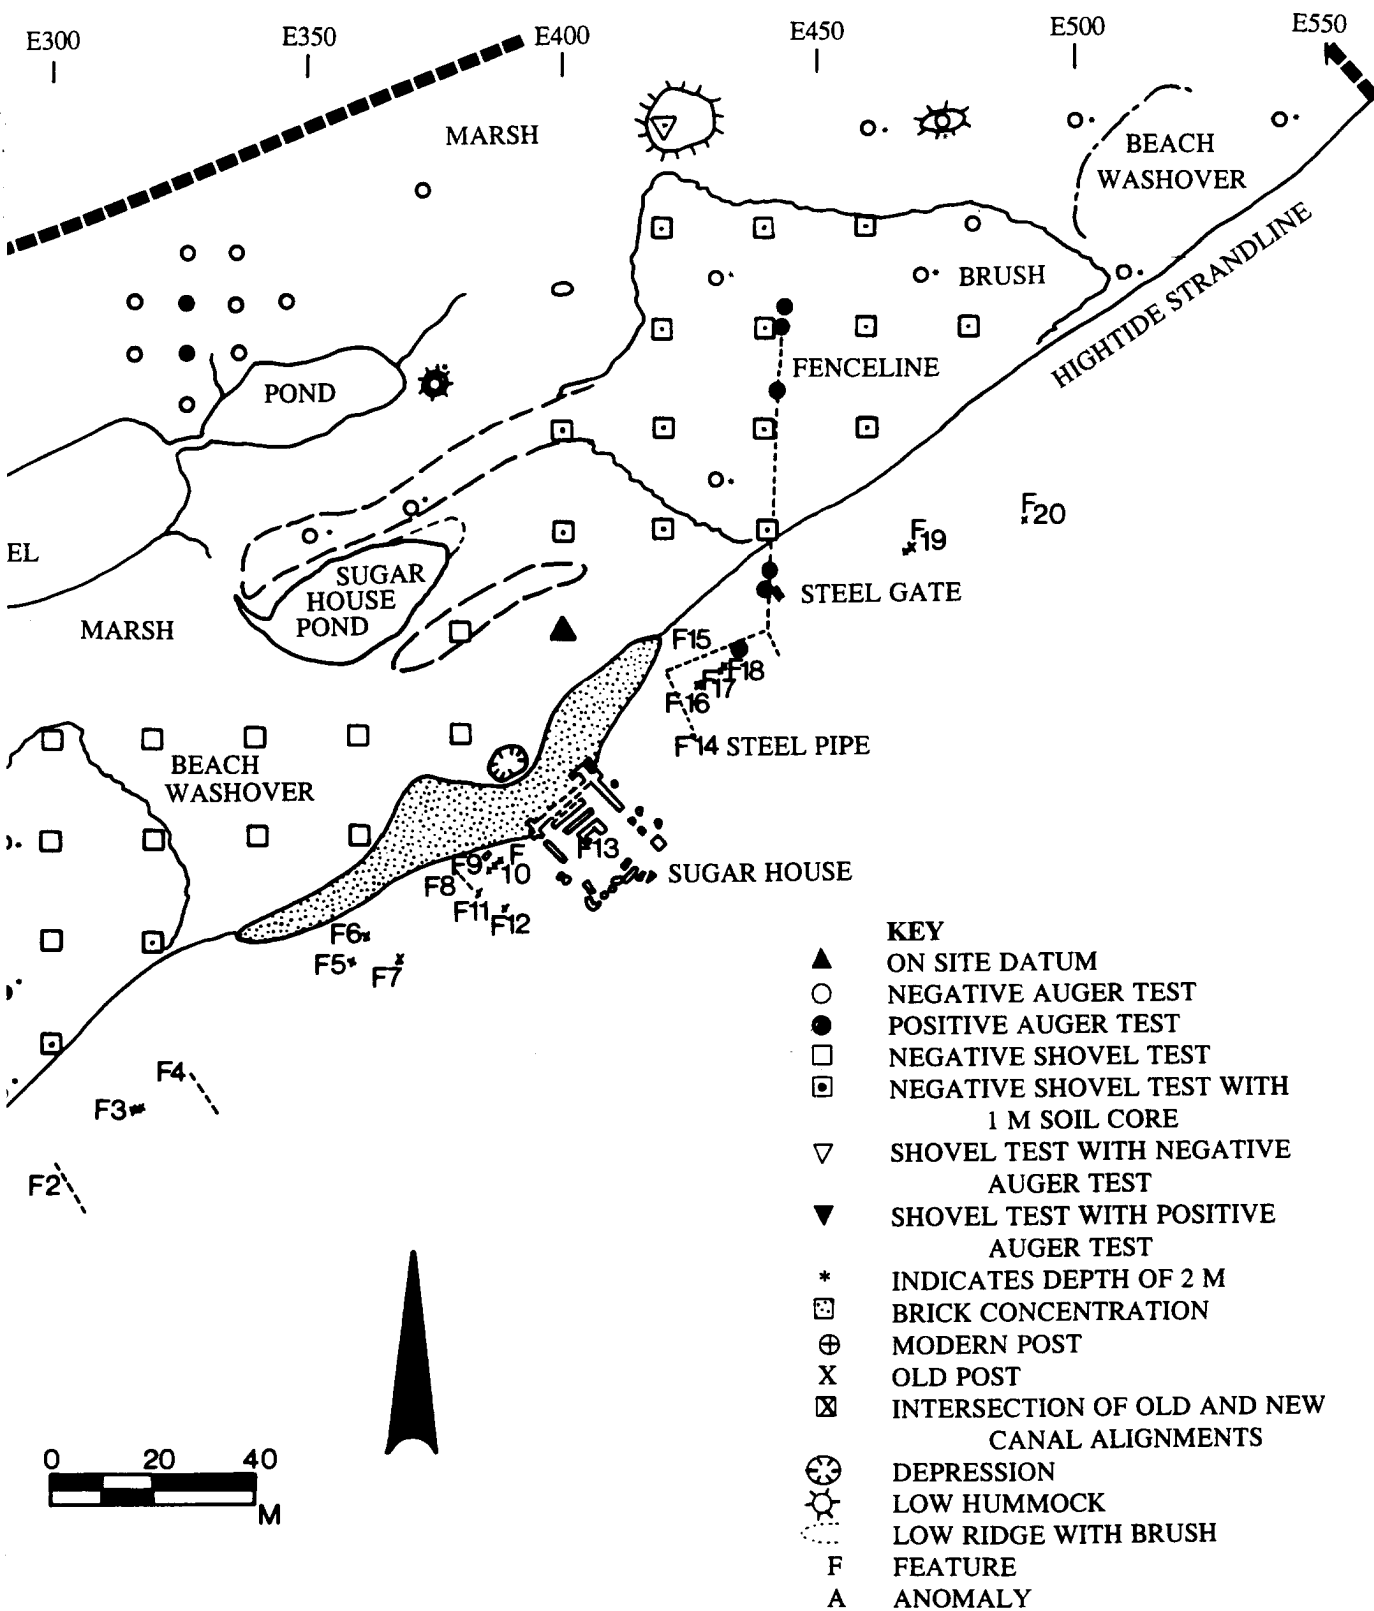 E300 E350 E400 E450 E500 E550
MARSH
BEACH
WASHOVER
BRUSH
HIGHTIDE STRANDLINE
FENCELINE
POND
EL
SUGAR
HOUSE
POND
MARSH
F20
F19
STEEL GATE
F15
F18
F17
F16
F14 STEEL PIPE
BEACH
WASHOVER
F13
F9
F
10
SUGAR HOUSE
F8
F11
F12
F6
F5
F7
F4
F3
F2
KEY
ON SITE DATUM
NEGATIVE AUGER TEST
POSITIVE AUGER TEST
NEGATIVE SHOVEL TEST
NEGATIVE SHOVEL TEST WITH
1 M SOIL CORE
SHOVEL TEST WITH NEGATIVE
AUGER TEST
SHOVEL TEST WITH POSITIVE
AUGER TEST
* INDICATES DEPTH OF 2 M
BRICK CONCENTRATION
MODERN POST
X OLD POST
INTERSECTION OF OLD AND NEW
CANAL ALIGNMENTS
DEPRESSION
LOW HUMMOCK
LOW RIDGE WITH BRUSH
F FEATURE
A ANOMALY
0 20 40
M